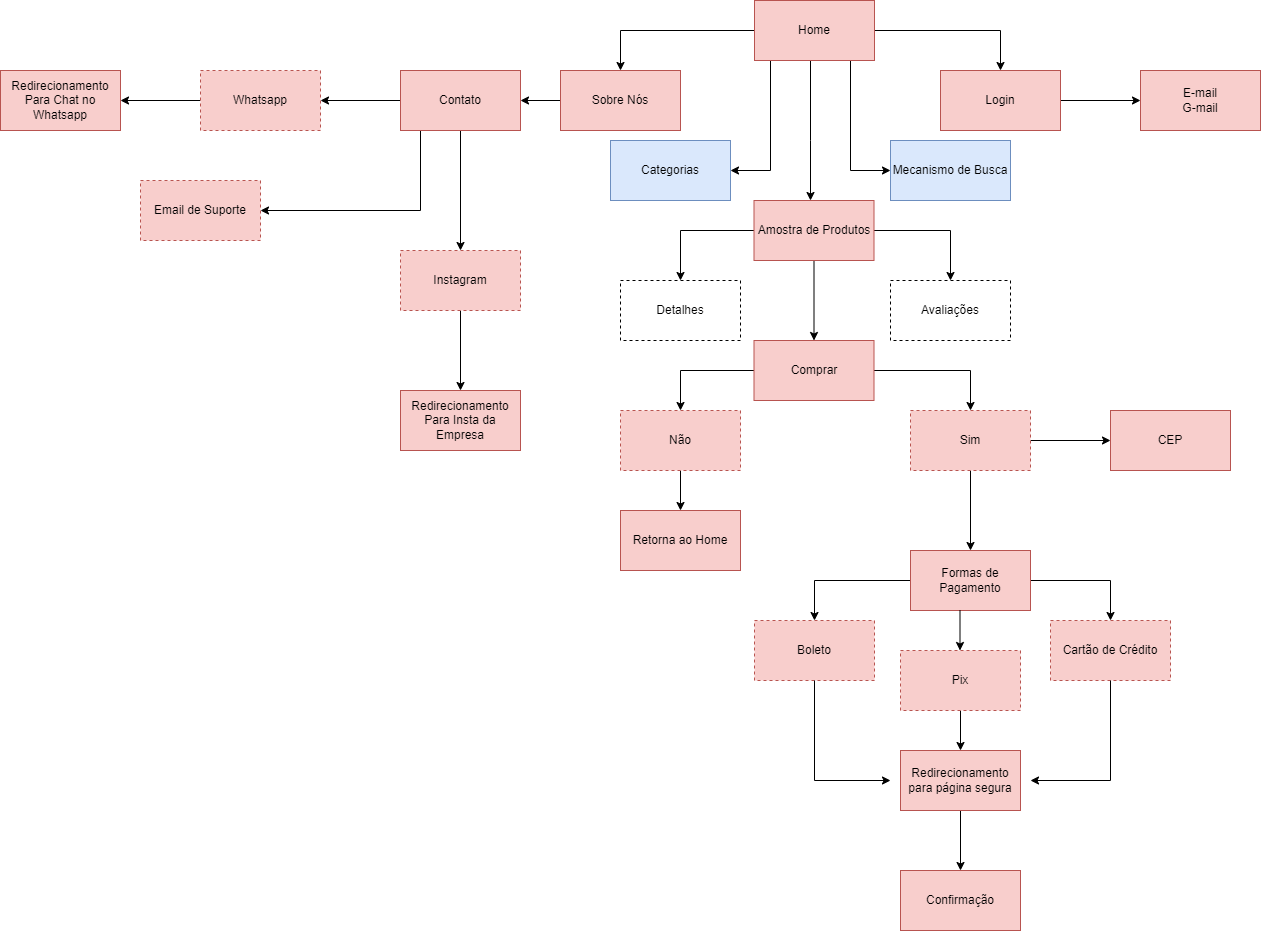 Home
Redirecionamento
Para Chat no
Whatsapp
Whatsapp
Contato
Sobre Nós
Login
E-mail
G-mail
Categorias
Mecanismo de Busca
Email de Suporte
Amostra de Produtos
Instagram
Detalhes
Avaliações
Comprar
Redirecionamento
Para Insta da
Empresa
Não
Sim
CEP
Retorna ao Home
Formas de
Pagamento
Boleto
Pix
Cartão de Crédito
Redirecionamento
para página segura
Confirmação